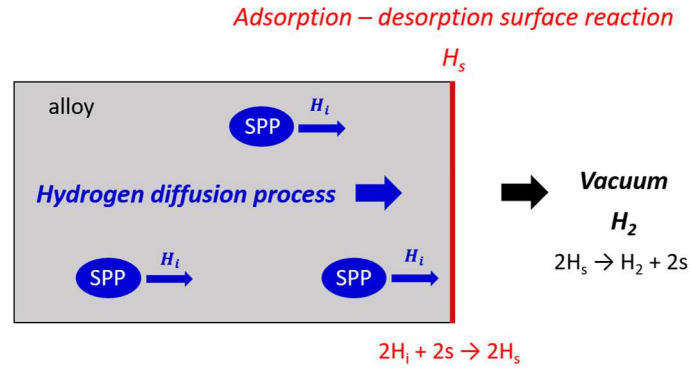 Adsorption – desorption surface reaction
Hs
alloy
SPP
Hi
Hydrogen diffusion process
Vacuum
H2
2Hs → H2 + 2s
SPP
Hi
SPP
Hi
2Hi + 2s → 2Hs